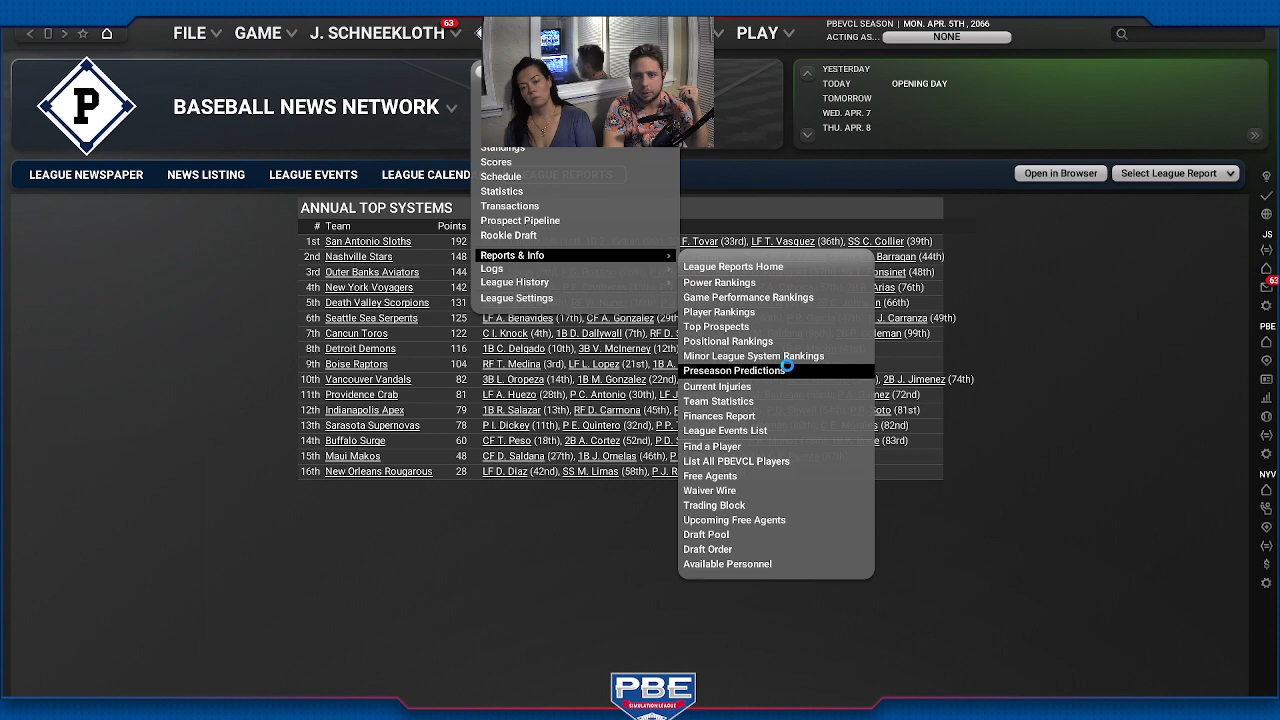 FILE GAME J. SCHNEEKLOTH 63 PLAY
PBEVCL SEASON | MON. APR. 5TH , 2066
ACTING AS... NONE
P
BASEBALL NEWS NETWORK
YESTERDAY
TODAY OPENING DAY
TOMORROW
WED. APR. 7
THU. APR. 8
LEAGUE NEWSPAPER NEWS LISTING LEAGUE EVENTS LEAGUE CALEND LEAGUE REPORTS
Open in Browser Select League Report
Standings
Scores
Schedule
Statistics
Transactions
Prospect Pipeline
Rookie Draft
Reports & Info
Logs
League History
League Settings
League Reports Home
Power Rankings
Game Performance Rankings
Player Rankings
Top Prospects
Positional Rankings
Minor League System Rankings
Preseason Predictions
Current Injuries
Team Statistics
Finances Report
League Events List
Find a Player
List All PBEVCL Players
Free Agents
Waiver Wire
Trading Block
Upcoming Free Agents
Draft Pool
Draft Order
Available Personnel
ANNUAL TOP SYSTEMS
# Team Points
1st San Antonio Sloths 192 F. Tovar (33rd), LF T. Vasquez (36th), SS C. Collier (39th)
2nd Nashville Stars 148 Barragan (44th)
3rd Outer Banks Aviators 144 onsinet (48th)
4th New York Voyagers 142 Arias (76th)
5th Death Valley Scorpions 131 (66th)
6th Seattle Sea Serpents 125 LF A. Benavides (17th), CF A. Gonzalez (29th J. Carranza (49th)
7th Cancun Toros 122 C I. Knock (4th), 1B D. Dallywall (7th), RF D. eman (99th)
8th Detroit Demons 116 1B C. Delgado (10th), 3B V. McInerney (12th)
9th Boise Raptors 104 RF T. Medina (3rd), LF L. Lopez (21st), 1B A.
10th Vancouver Vandals 82 3B L. Oropeza (14th), 1B M. Gonzalez (22nd), 2B J. Jimenez (74th)
11th Providence Crab 81 LF A. Huezo (28th), P C. Antonio (30th), LF J. (72nd)
12th Indianapolis Apex 79 1B R. Salazar (13th), RF D. Carmona (45th), oto (81st)
13th Sarasota Supernovas 78 P I. Dickey (11th), P E. Quintero (32nd), P P. (82nd)
14th Buffalo Surge 60 CF T. Peso (18th), 2B A. Cortez (52nd), P T. (83rd)
15th Maui Makos 48 CF D. Saldana (27th), 1B J. Ornelas (46th), P
16th New Orleans Rougarous 28 LF D. Diaz (42nd), SS M. Limas (58th), P J. R
JS
63
PBE
NYV
PBE
SIMULATION LEAGUE